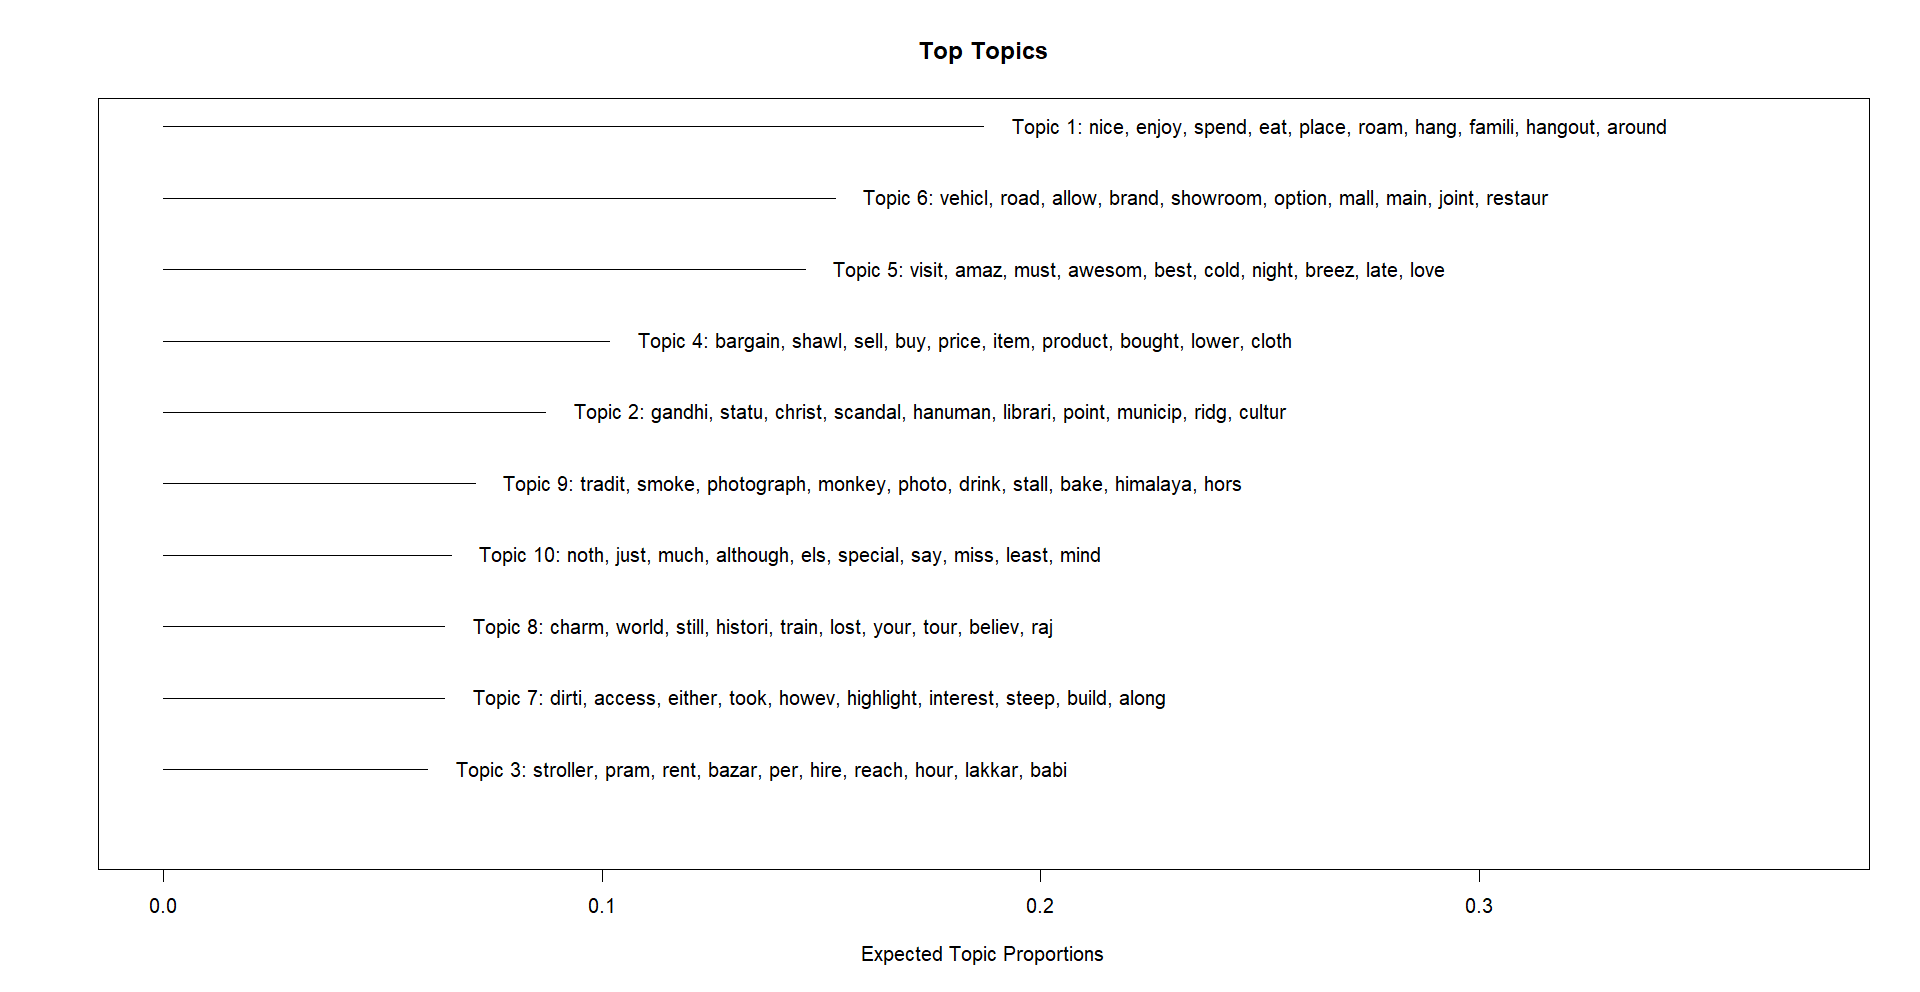 Top Topics
Topic 1: nice, enjoy, spend, eat, place, roam, hang, famili, hangout, around
Topic 6: vehicl, road, allow, brand, showroom, option, mall, main, joint, restaur
Topic 5: visit, amaz, must, awesom, best, cold, night, breez, late, love
Topic 4: bargain, shawl, sell, buy, price, item, product, bought, lower, cloth
Topic 2: gandhi, statu, christ, scandal, hanuman, librari, point, municip, ridg, cultur
Topic 9: tradit, smoke, photograph, monkey, photo, drink, stall, bake, himalaya, hors
Topic 10: noth, just, much, although, els, special, say, miss, least, mind
Topic 8: charm, world, still, histori, train, lost, your, tour, believ, raj
Topic 7: dirti, access, either, took, howev, highlight, interest, steep, build, along
Topic 3: stroller, pram, rent, bazar, per, hire, reach, hour, lakkar, babi
0.0 0.1 0.2 0.3
Expected Topic Proportions